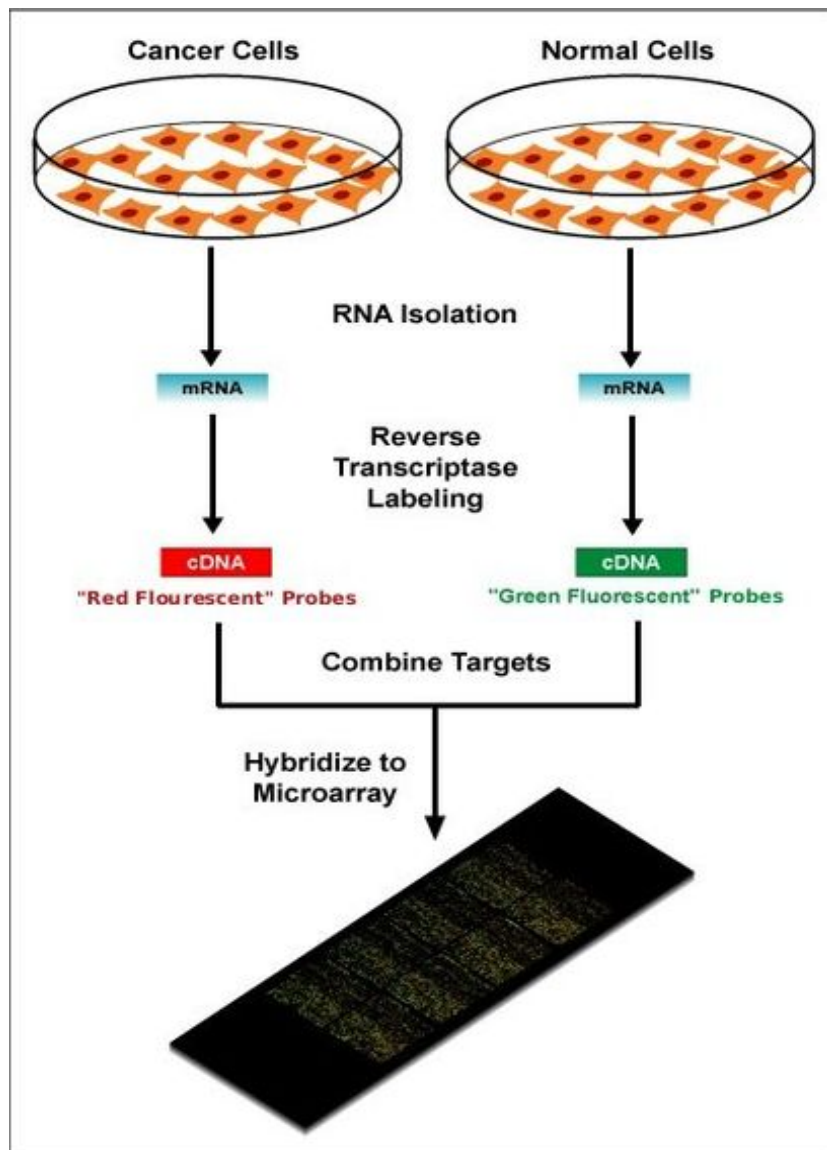 Cancer Cells
Normal Cells
RNA Isolation
mRNA
mRNA
Reverse
Transcriptase
Labeling
cDNA
cDNA
"Red Flourescent" Probes
"Green Fluorescent" Probes
Combine Targets
Hybridize to
Microarray